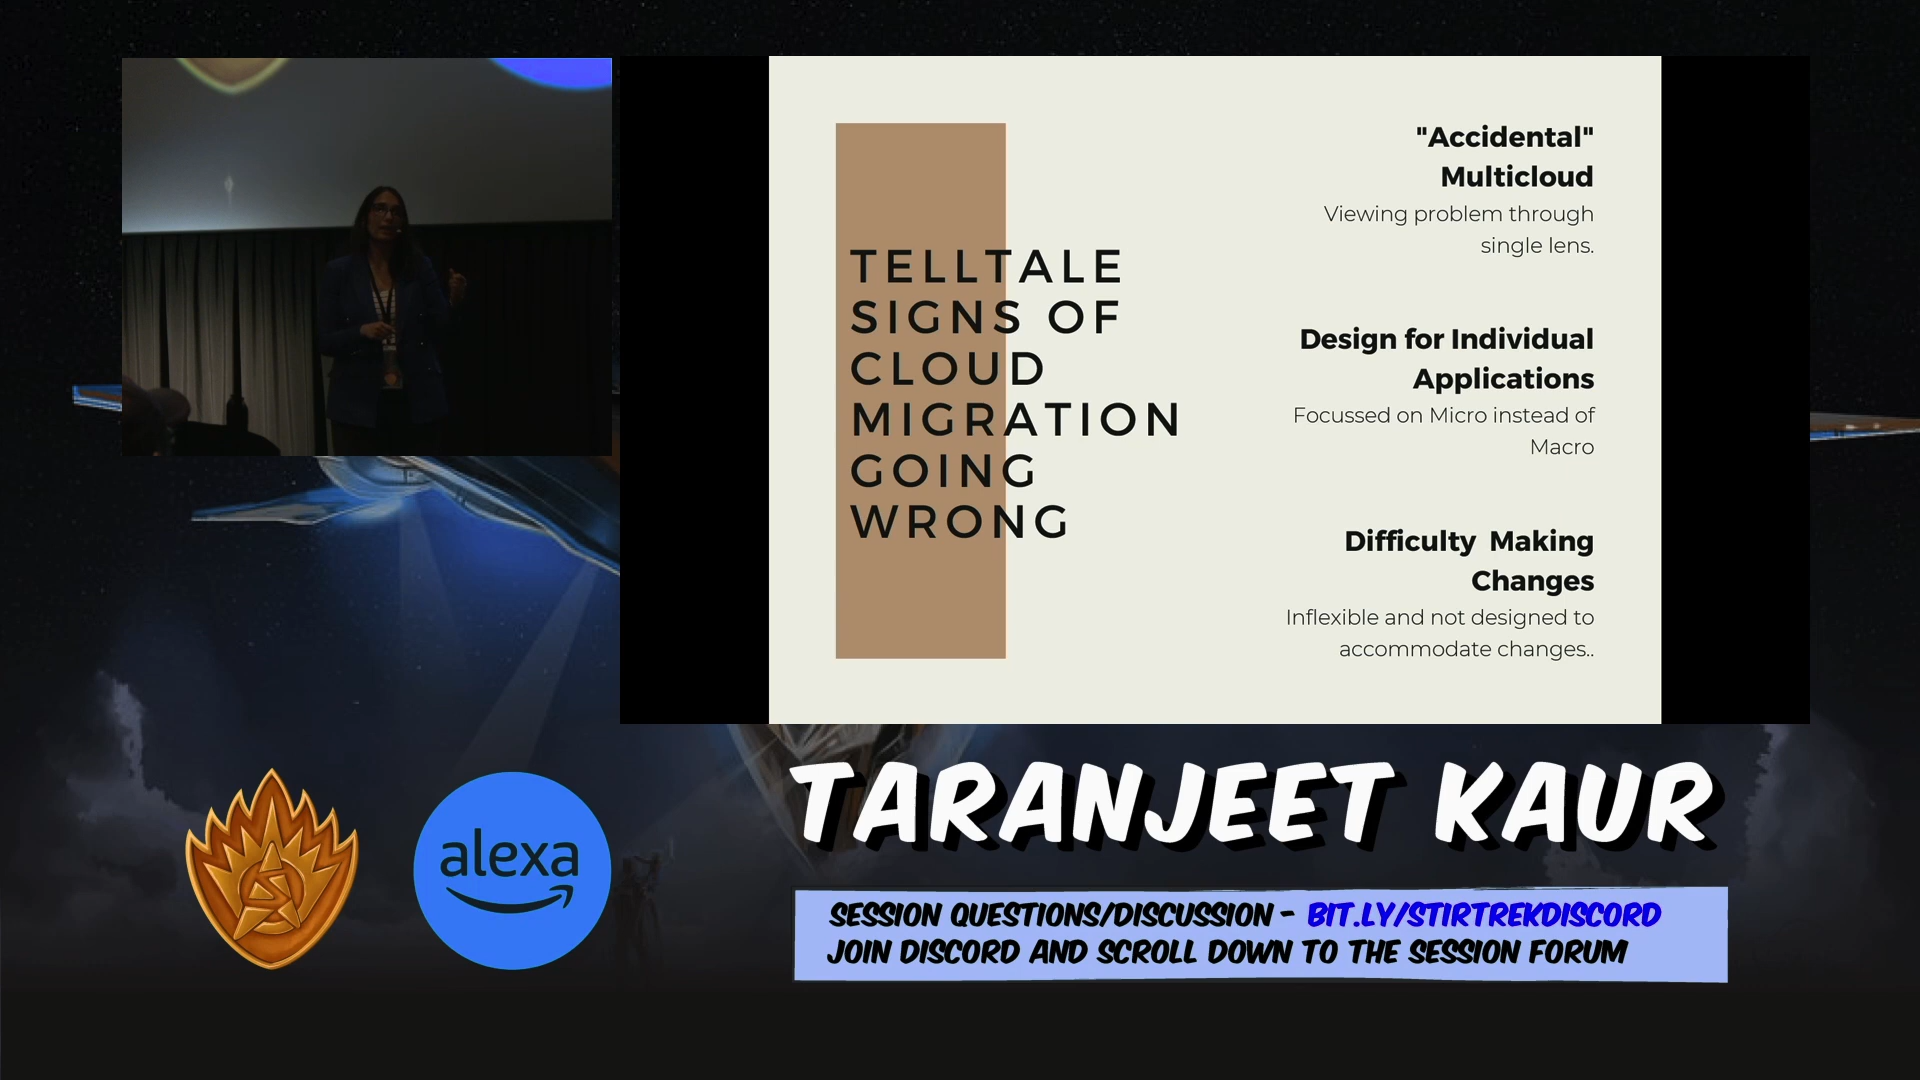 TELLTALE
SIGNS OF
CLOUD
MIGRATION
GOING
WRONG
"Accidental"
Multicloud
Viewing problem through
single lens.
Design for Individual
Applications
Focussed on Micro instead of
Macro
Difficulty  Making
Changes
Inflexible and not designed to
accommodate changes..
alexa
TARANJEET KAUR
SESSION QUESTIONS/DISCUSSION - BIT.LY/STIRTREKDISCORD
JOIN DISCORD AND SCROLL DOWN TO THE SESSION FORUM